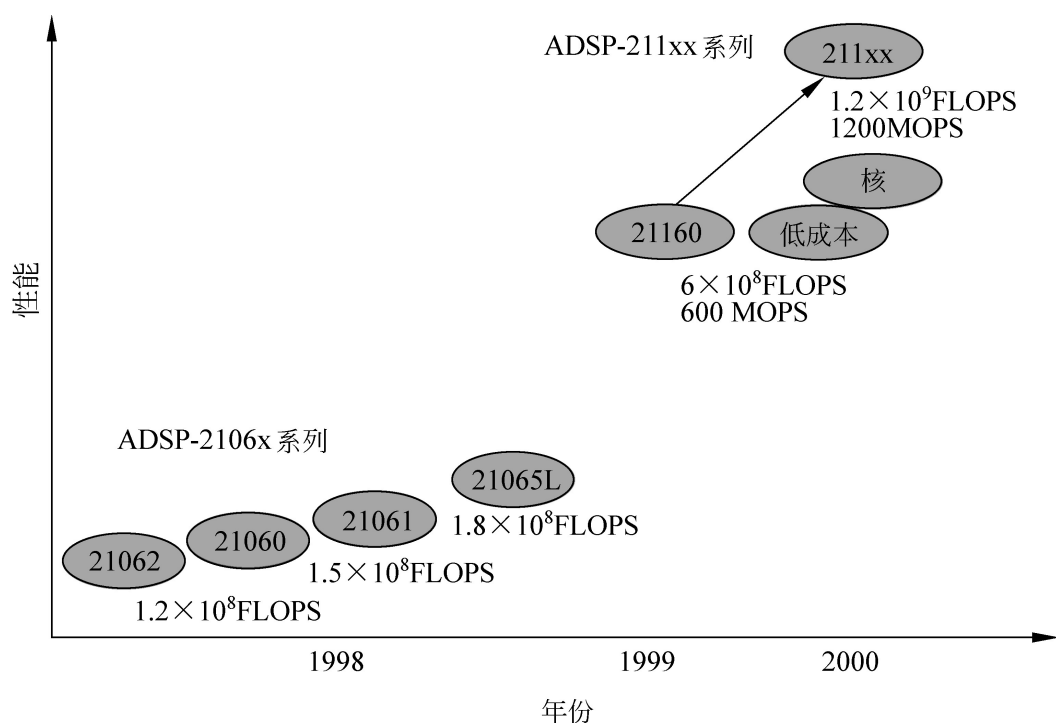 ADSP-211xx 系列
211xx
1.2×10⁹FLOPS
1200MOPS
核
21160
低成本
6×10⁸FLOPS
600 MOPS
性能
ADSP-2106x 系列
21065L
1.8×10⁸FLOPS
21061
1.5×10⁸FLOPS
21060
21062
1.2×10⁸FLOPS
1998
1999
2000
年份